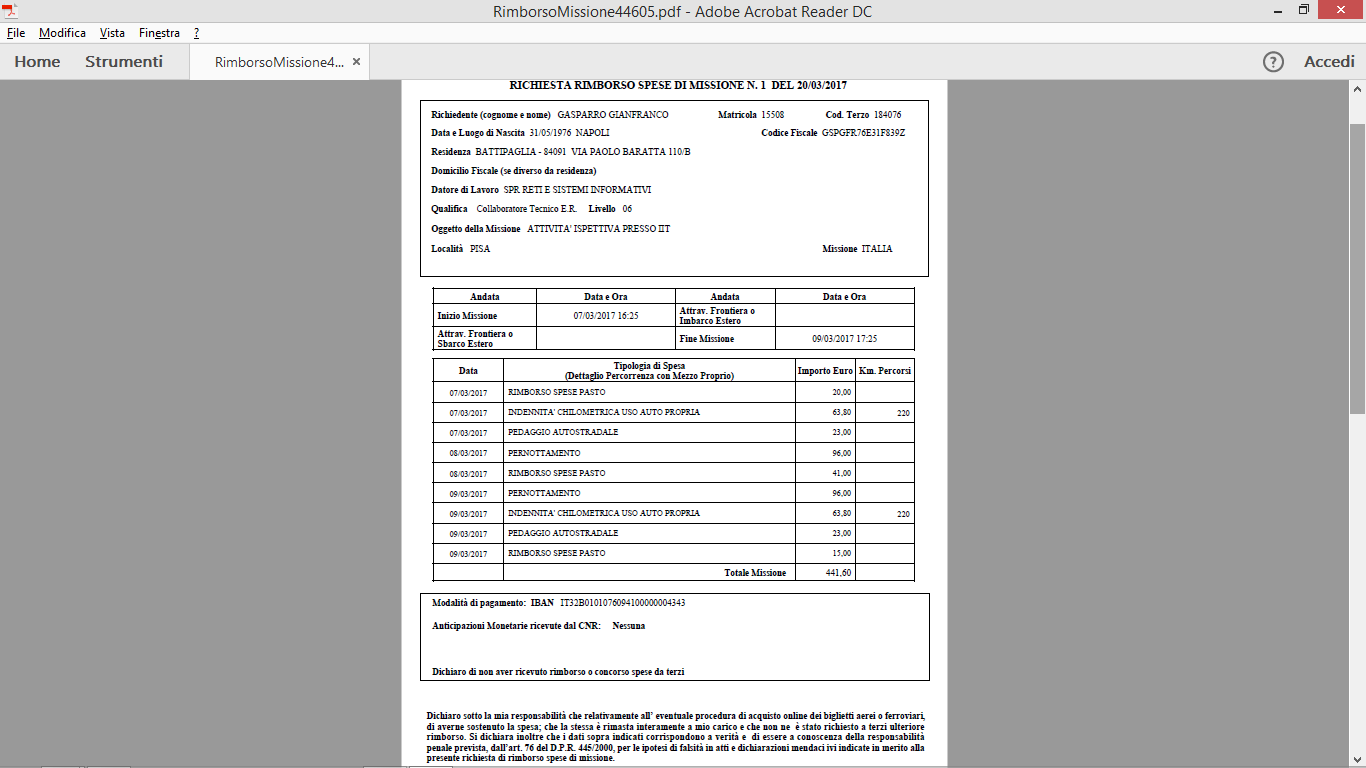 RimborsoMissione44605.pdf - Adobe Acrobat Reader DC
File Modifica Vista Finestra ?
Home Strumenti RimborsoMissione4... × ? Accedi
RICHIESTA RIMBORSO SPESE DI MISSIONE N. 1 DEL 20/03/2017
Richiedente (cognome e nome) GASPARRO GIANFRANCO Matricola 15508 Cod. Terzo 184076
Data e Luogo di Nascita 31/05/1976 NAPOLI Codice Fiscale GSPGFR76E31F839Z
Residenza BATTIPAGLIA - 84091 VIA PAOLO BARATTA 110/B
Domicilio Fiscale (se diverso da residenza)
Datore di Lavoro SPR RETI E SISTEMI INFORMATIVI
Qualifica Collaboratore Tecnico E.R. Livello 06
Oggetto della Missione ATTIVITA' ISPETTIVA PRESSO IIT
Località PISA Missione ITALIA
Andata Data e Ora Andata Data e Ora
Inizio Missione 07/03/2017 16:25 Attrav. Frontiera o Imbarco Estero
Attrav. Frontiera o Sbarco Estero Fine Missione 09/03/2017 17:25
Data Tipologia di Spesa (Dettaglio Percorrenza con Mezzo Proprio) Importo Euro Km. Percorsi
07/03/2017 RIMBORSO SPESE PASTO 20,00
07/03/2017 INDENNITA' CHILOMETRICA USO AUTO PROPRIA 63,80 220
07/03/2017 PEDAGGIO AUTOSTRADALE 23,00
08/03/2017 PERNOTTAMENTO 96,00
08/03/2017 RIMBORSO SPESE PASTO 41,00
09/03/2017 PERNOTTAMENTO 96,00
09/03/2017 INDENNITA' CHILOMETRICA USO AUTO PROPRIA 63,80 220
09/03/2017 PEDAGGIO AUTOSTRADALE 23,00
09/03/2017 RIMBORSO SPESE PASTO 15,00
Totale Missione 441,60
Modalità di pagamento: IBAN IT32B0101076094100000004343
Anticipazioni Monetarie ricevute dal CNR: Nessuna
Dichiaro di non aver ricevuto rimborso o concorso spese da terzi
Dichiaro sotto la mia responsabilità che relativamente all' eventuale procedura di acquisto online dei biglietti aerei o ferroviari,
di averne sostenuto la spesa; che la stessa è rimasta interamente a mio carico e che non ne è stato richiesto a terzi ulteriore
rimborso. Si dichiara inoltre che i dati sopra indicati corrispondono a verità e di essere a conoscenza della responsabilità
penale prevista, dall'art. 76 del D.P.R. 445/2000, per le ipotesi di falsità in atti e dichiarazioni mendaci ivi indicate in merito alla
presente richiesta di rimborso spese di missione.